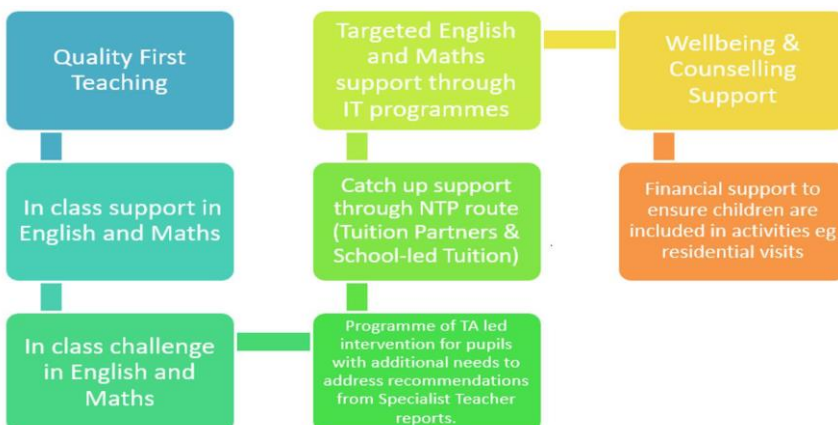 Quality First
Teaching
In class support in
English and Maths
In class challenge
in English and
Maths
Programme of TA led
intervention for pupils
with additional needs to
address recommendations
from Specialist Teacher
reports.
Catch up support
through NTP route
(Tuition Partners &
School-led Tuition)
Targeted English
and Maths
support through
IT programmes
Wellbeing &
Counselling
Support
Financial support to
ensure children are
included in activities eg
residential visits